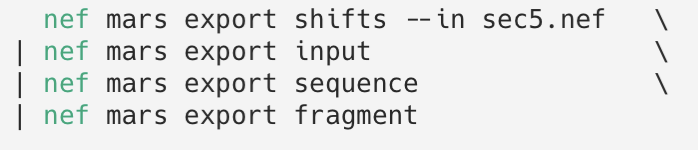 nef mars export shifts --in sec5.nef \
| nef mars export input \
| nef mars export sequence \
| nef mars export fragment